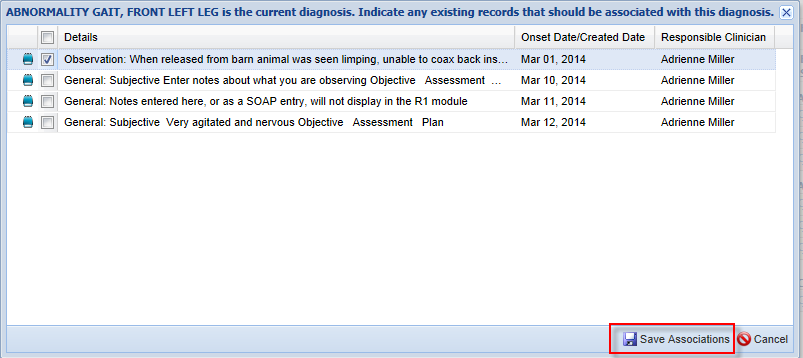 ABNORMALITY GAIT, FRONT LEFT LEG is the current diagnosis. Indicate any existing records that should be associated with this diagnosis.
Details Onset Date/Created Date Responsible Clinician
Observation: When released from barn animal was seen limping, unable to coax back ins... Mar 01, 2014 Adrienne Miller
General: Subjective Enter notes about what you are observing Objective Assessment ... Mar 10, 2014 Adrienne Miller
General: Notes entered here, or as a SOAP entry, will not display in the R1 module Mar 11, 2014 Adrienne Miller
General: Subjective Very agitated and nervous Objective Assessment Plan Mar 12, 2014 Adrienne Miller
Save Associations Cancel